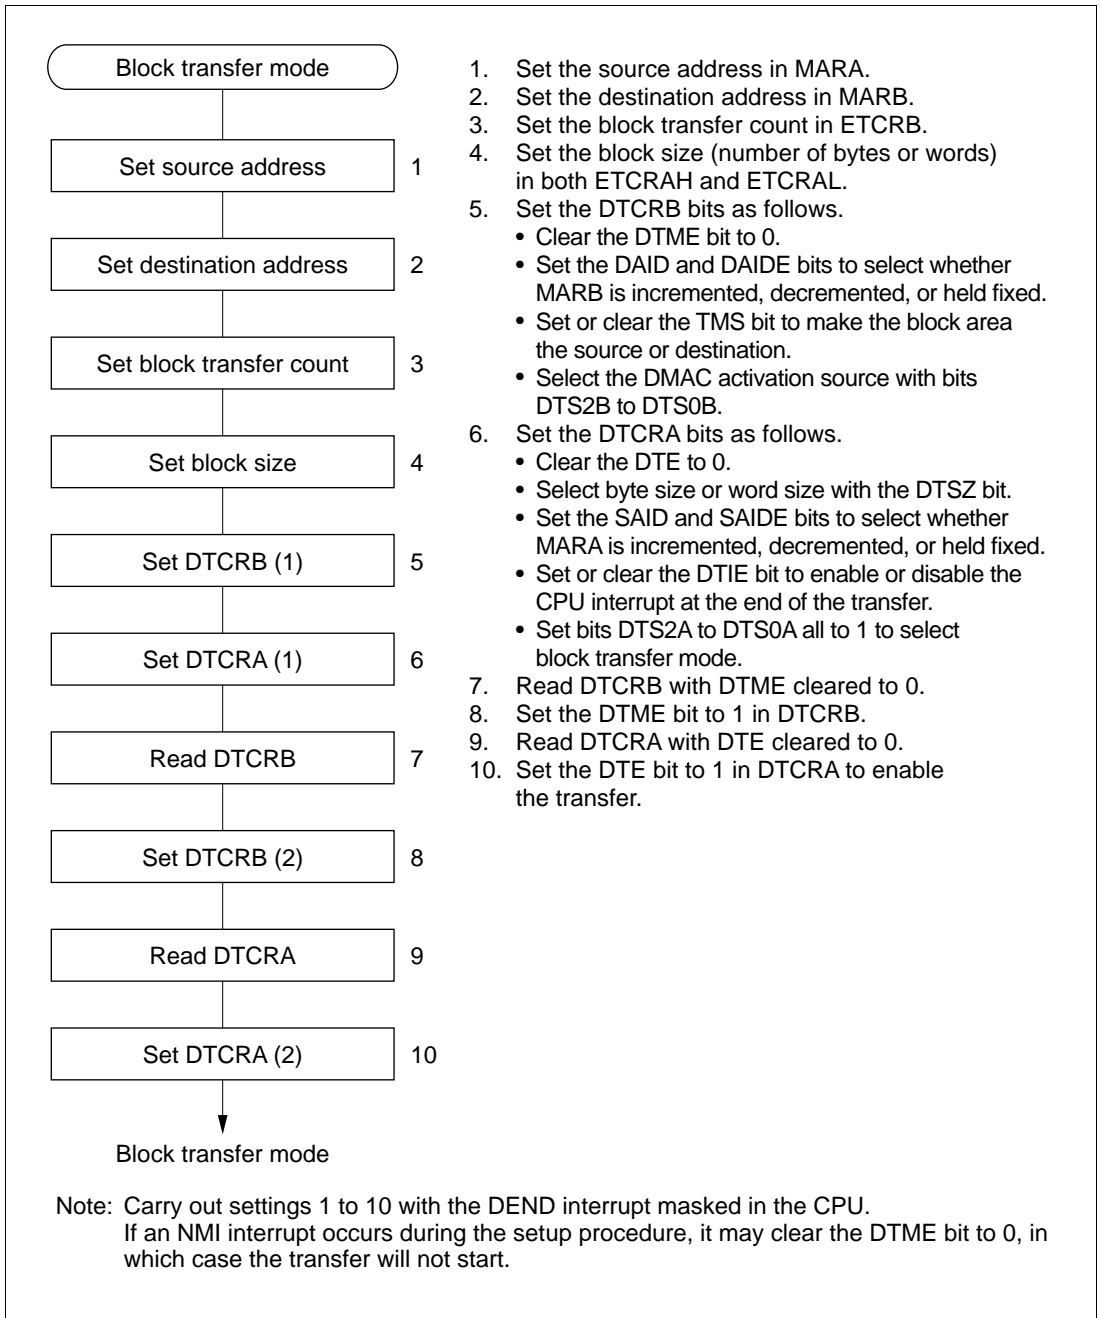 Block transfer mode
Set source address 1
Set destination address 2
Set block transfer count 3
Set block size 4
Set DTCRB (1) 5
Set DTCRA (1) 6
Read DTCRB 7
Set DTCRB (2) 8
Read DTCRA 9
Set DTCRA (2) 10
Block transfer mode
1. Set the source address in MARA.
2. Set the destination address in MARB.
3. Set the block transfer count in ETCRB.
4. Set the block size (number of bytes or words)
in both ETCRAH and ETCRAL.
5. Set the DTCRB bits as follows.
• Clear the DTME bit to 0.
• Set the DAID and DAIDE bits to select whether
MARB is incremented, decremented, or held fixed.
• Set or clear the TMS bit to make the block area
the source or destination.
• Select the DMAC activation source with bits
DTS2B to DTS0B.
6. Set the DTCRA bits as follows.
• Clear the DTE to 0.
• Select byte size or word size with the DTSZ bit.
• Set the SAID and SAIDE bits to select whether
MARA is incremented, decremented, or held fixed.
• Set or clear the DTIE bit to enable or disable the
CPU interrupt at the end of the transfer.
• Set bits DTS2A to DTS0A all to 1 to select
block transfer mode.
7. Read DTCRB with DTME cleared to 0.
8. Set the DTME bit to 1 in DTCRB.
9. Read DTCRA with DTE cleared to 0.
10. Set the DTE bit to 1 in DTCRA to enable
the transfer.
Note: Carry out settings 1 to 10 with the DEND interrupt masked in the CPU.
If an NMI interrupt occurs during the setup procedure, it may clear the DTME bit to 0, in
which case the transfer will not start.